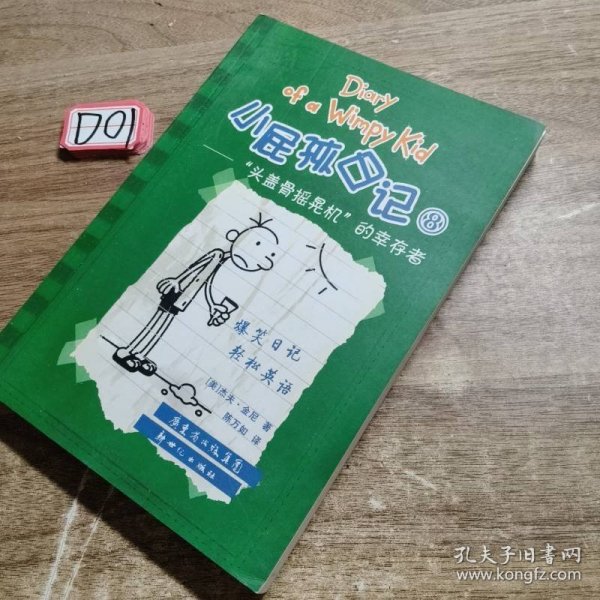 D01
Diary
of a Wimpy Kid
小屁孩日记⑧
——“头盖骨摇晃机”的幸存者
爆笑日记
轻松英语
[美]杰夫·金尼 著
陈万如 译
广东省出版集团
新世纪出版社
孔夫子旧书网
www.kongfz.com